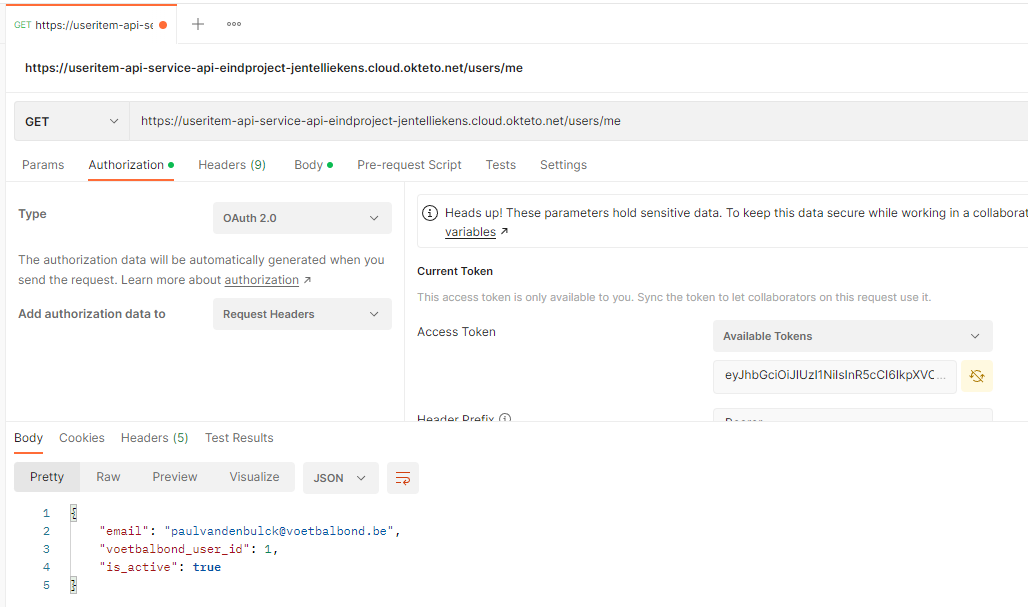 GET https://useritem-api-se
https://useritem-api-service-api-eindproject-jentelliekens.cloud.okteto.net/users/me
GET https://useritem-api-service-api-eindproject-jentelliekens.cloud.okteto.net/users/me
Params Authorization Headers (9) Body Pre-request Script Tests Settings
Type OAuth 2.0
The authorization data will be automatically generated when you
send the request. Learn more about authorization ↗
Add authorization data to Request Headers
Heads up! These parameters hold sensitive data. To keep this data secure while working in a collaborat
variables ↗
Current Token
This access token is only available to you. Sync the token to let collaborators on this request use it.
Access Token Available Tokens
eyJhbGciOiJIUzI1NiIsInR5cCI6IkpXVC...
Header Prefix Bearer
Body Cookies Headers (5) Test Results
Pretty Raw Preview Visualize JSON
1 {
2 "email": "paulvandenbulck@voetbalbond.be",
3 "voetbalbond_user_id": 1,
4 "is_active": true
5 }